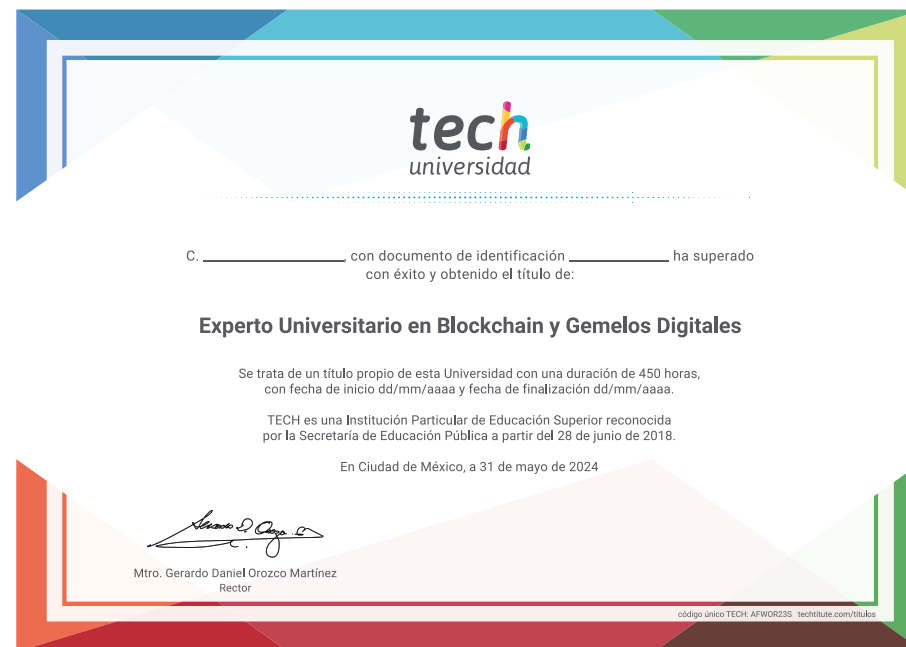 tech
universidad
C. ____________, con documento de identificación ____________ ha superado
con éxito y obtenido el título de:
Experto Universitario en Blockchain y Gemelos Digitales
Se trata de un título propio de esta Universidad con una duración de 450 horas,
con fecha de inicio dd/mm/aaaa y fecha de finalización dd/mm/aaaa.
TECH es una Institución Particular de Educación Superior reconocida
por la Secretaría de Educación Pública a partir del 28 de junio de 2018.
En Ciudad de México, a 31 de mayo de 2024
Mtro. Gerardo Daniel Orozco Martínez
Rector
código único TECH: AFWOR23S techtitute.com/titulos